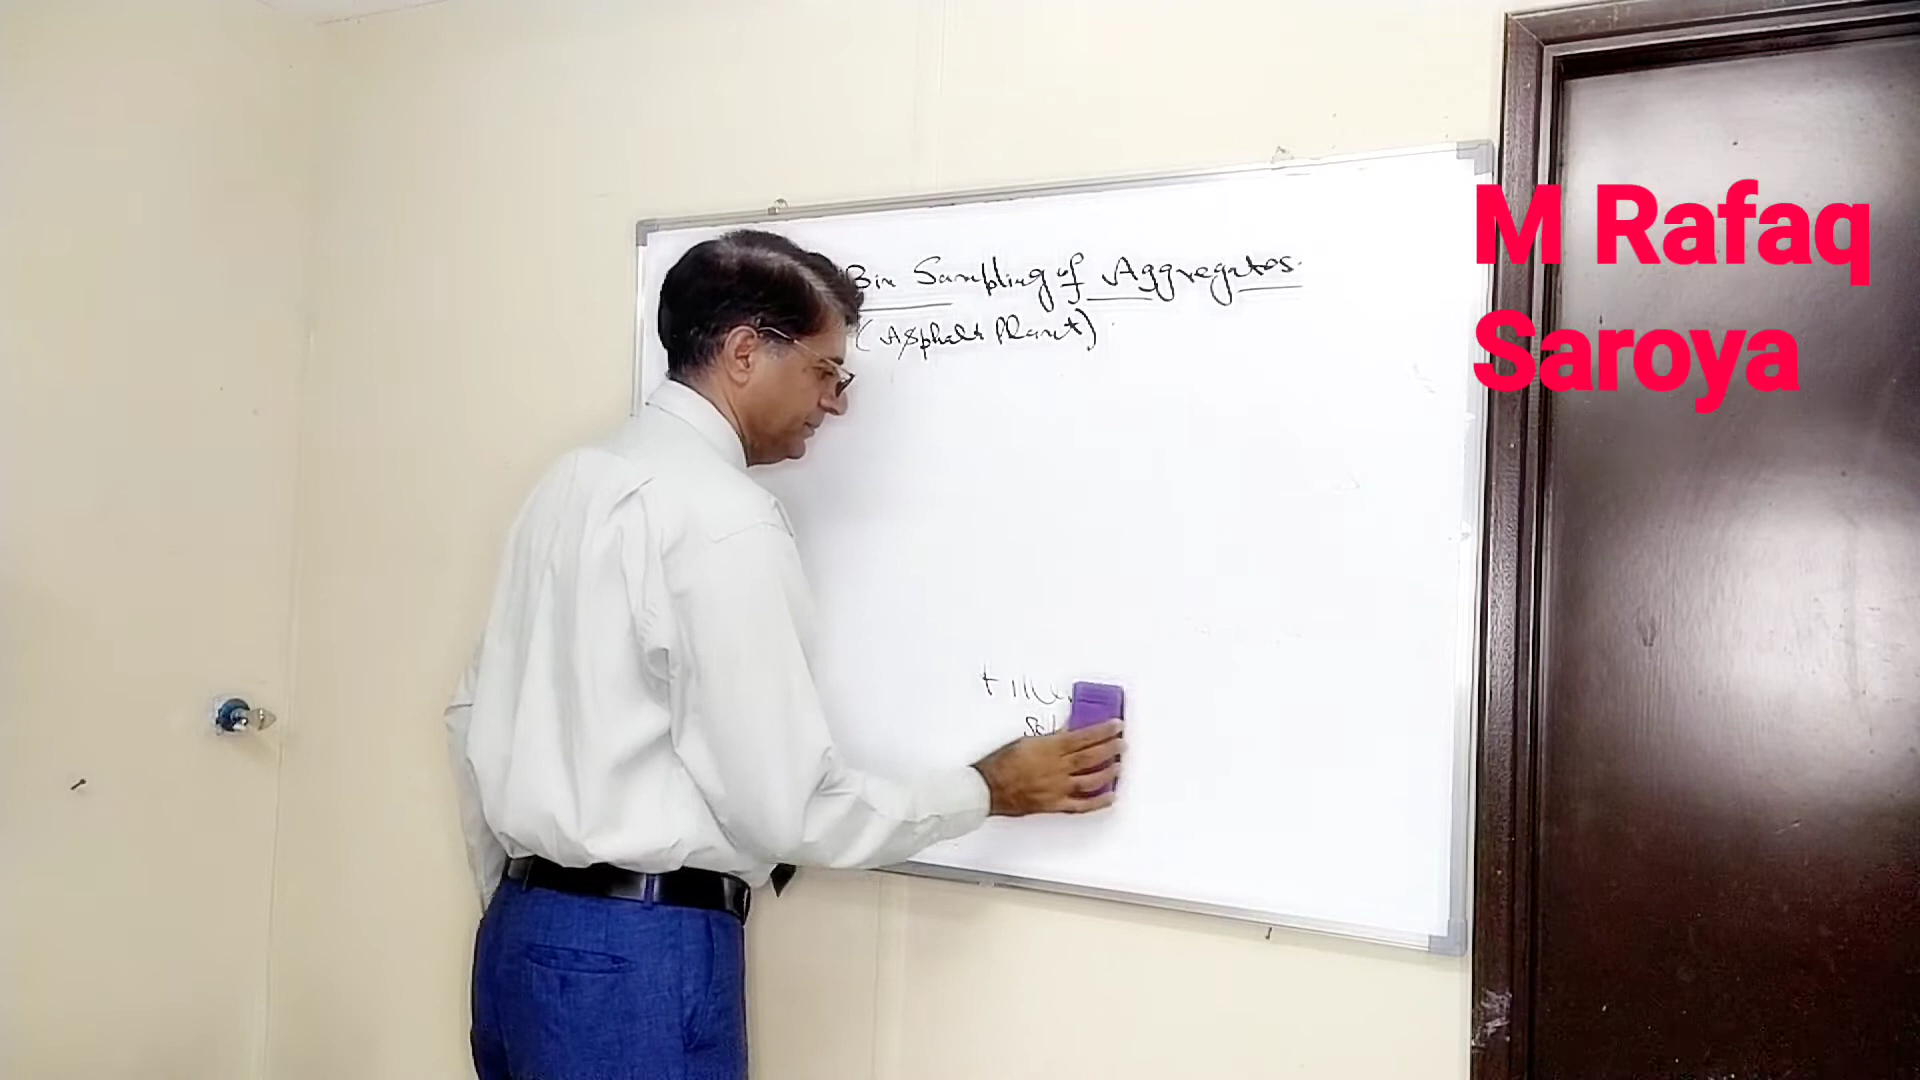 Bin Sampling of Aggregates.
(Asphalt Plant)
M Rafaq
Saroya